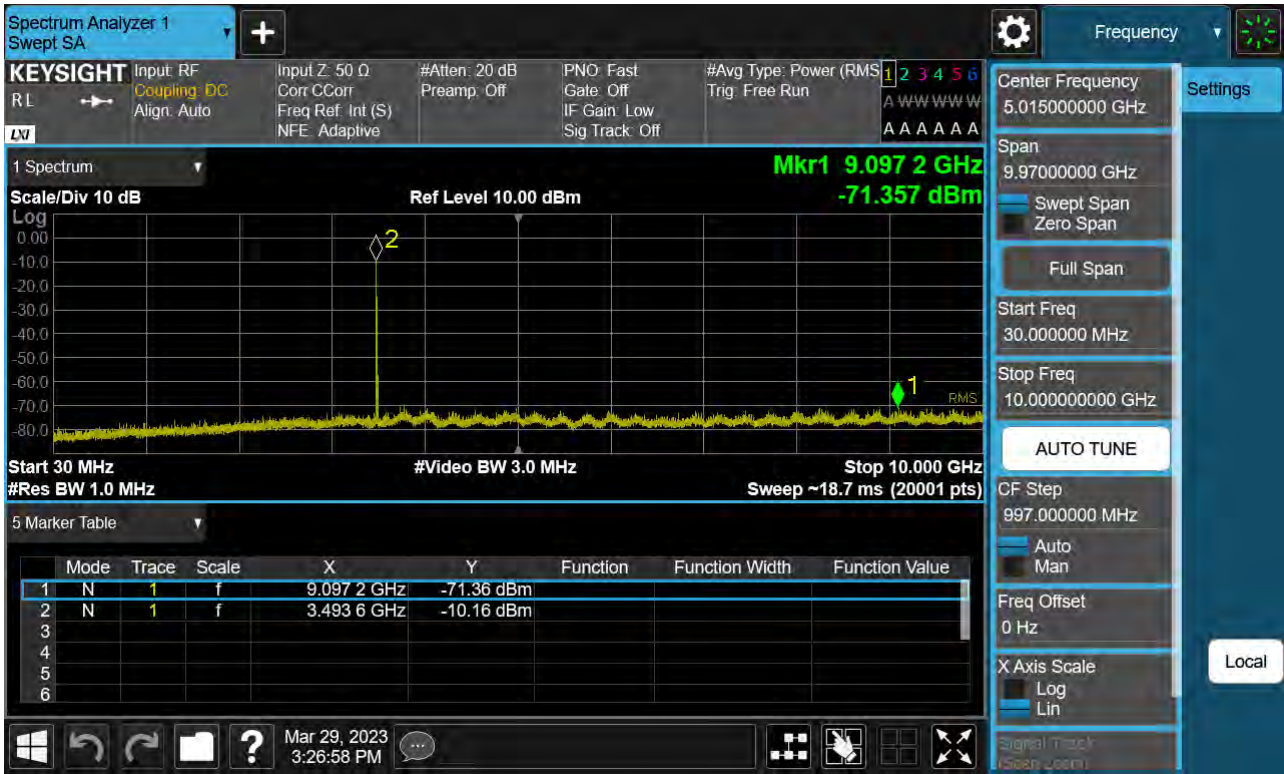 Spectrum Analyzer 1
Swept SA
+
Frequency
KEYSIGHT
RL
LXI
Input: RF
Coupling: DC
Align: Auto
Input Z: 50 Ω
Corr CCorr
Freq Ref: Int (S)
NFE: Adaptive
#Atten: 20 dB
Preamp: Off
PNO: Fast
Gate: Off
IF Gain: Low
Sig Track: Off
#Avg Type: Power (RMS
Trig: Free Run
1 2 3 4 5 6
A W W W W W
A A A A A A
1 Spectrum
Scale/Div 10 dB
Ref Level 10.00 dBm
Mkr1 9.097 2 GHz
-71.357 dBm
Log
0.00
-10.0
-20.0
-30.0
-40.0
-50.0
-60.0
-70.0
-80.0
2
1
RMS
Start 30 MHz
#Video BW 3.0 MHz
Stop 10.000 GHz
#Res BW 1.0 MHz
Sweep ~18.7 ms (20001 pts)
5 Marker Table
Mode Trace Scale X Y Function Function Width Function Value
1 N 1 f 9.097 2 GHz -71.36 dBm
2 N 1 f 3.493 6 GHz -10.16 dBm
3
4
5
6
?
Mar 29, 2023
3:26:58 PM
Center Frequency
5.015000000 GHz
Span
9.97000000 GHz
Swept Span
Zero Span
Full Span
Start Freq
30.000000 MHz
Stop Freq
10.000000000 GHz
AUTO TUNE
CF Step
997.000000 MHz
Auto
Man
Freq Offset
0 Hz
X Axis Scale
Log
Lin
Signal Track
(Span Zoom)
Settings
Local